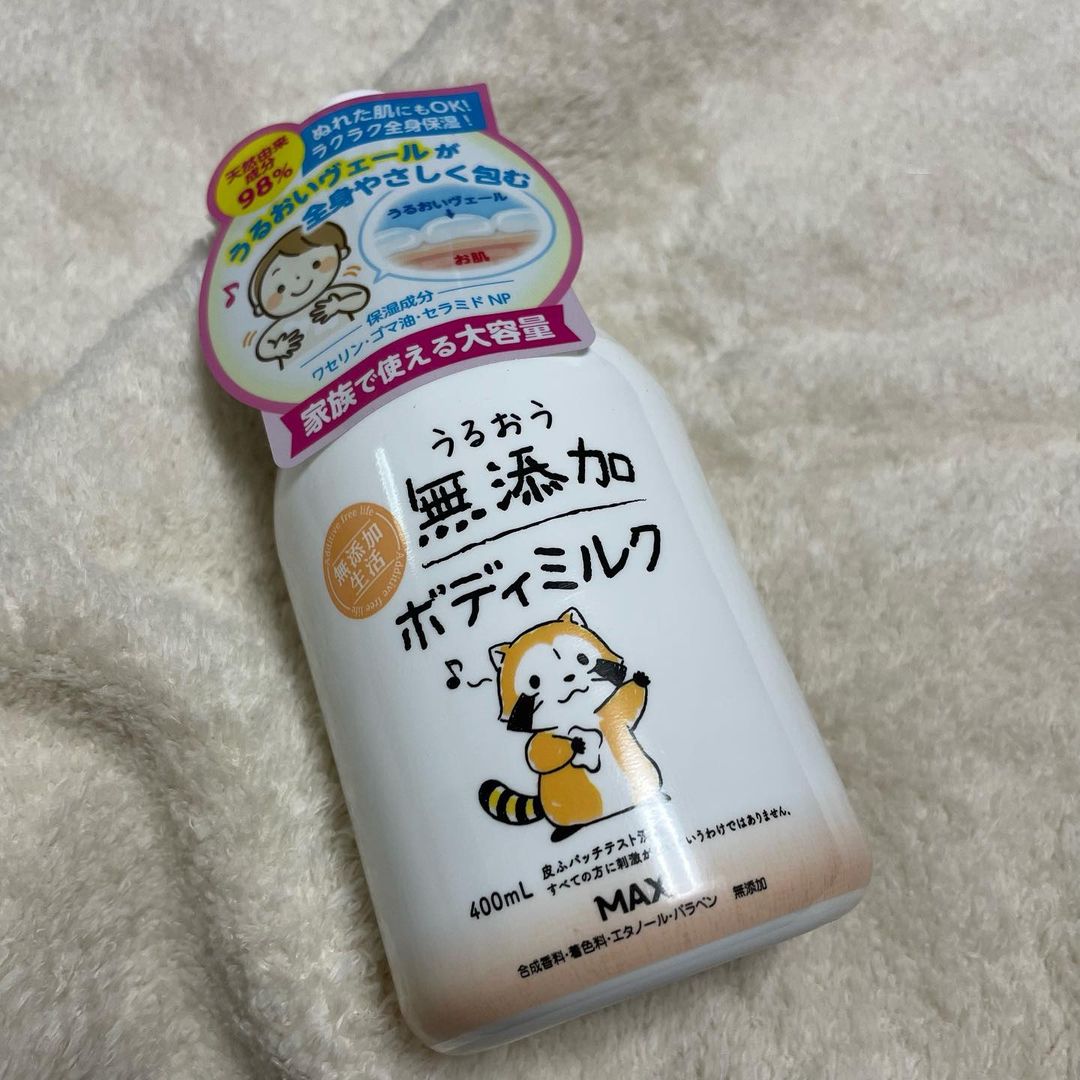 ぬれた肌にもOK!
ラクラク全身保湿!
天然由来
成分
98%
うるおいヴェールが
全身やさしく包む
うるおいヴェール
お肌
保湿成分
ワセリン・ゴマ油・セラミドNP
家族で使える大容量
うるおう
無添加
ボディミルク
Additive free life
無添加
生活
Additive free life
皮ふパッチテスト済 いうわけではありません。
すべての方に刺激が
400mL
MAX
合成香料・着色料・エタノール・パラベン 無添加